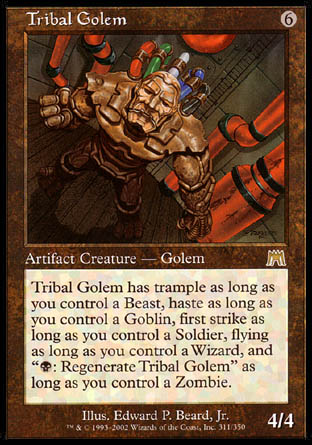 Tribal Golem 6
Artifact Creature — Golem
Tribal Golem has trample as long as
you control a Beast, haste as long as
you control a Goblin, first strike as
long as you control a Soldier, flying
as long as you control a Wizard, and
“: Regenerate Tribal Golem” as
long as you control a Zombie.
4/4
Illus. Edward P. Beard, Jr.
™ & © 1993-2002 Wizards of the Coast, Inc. 311/350